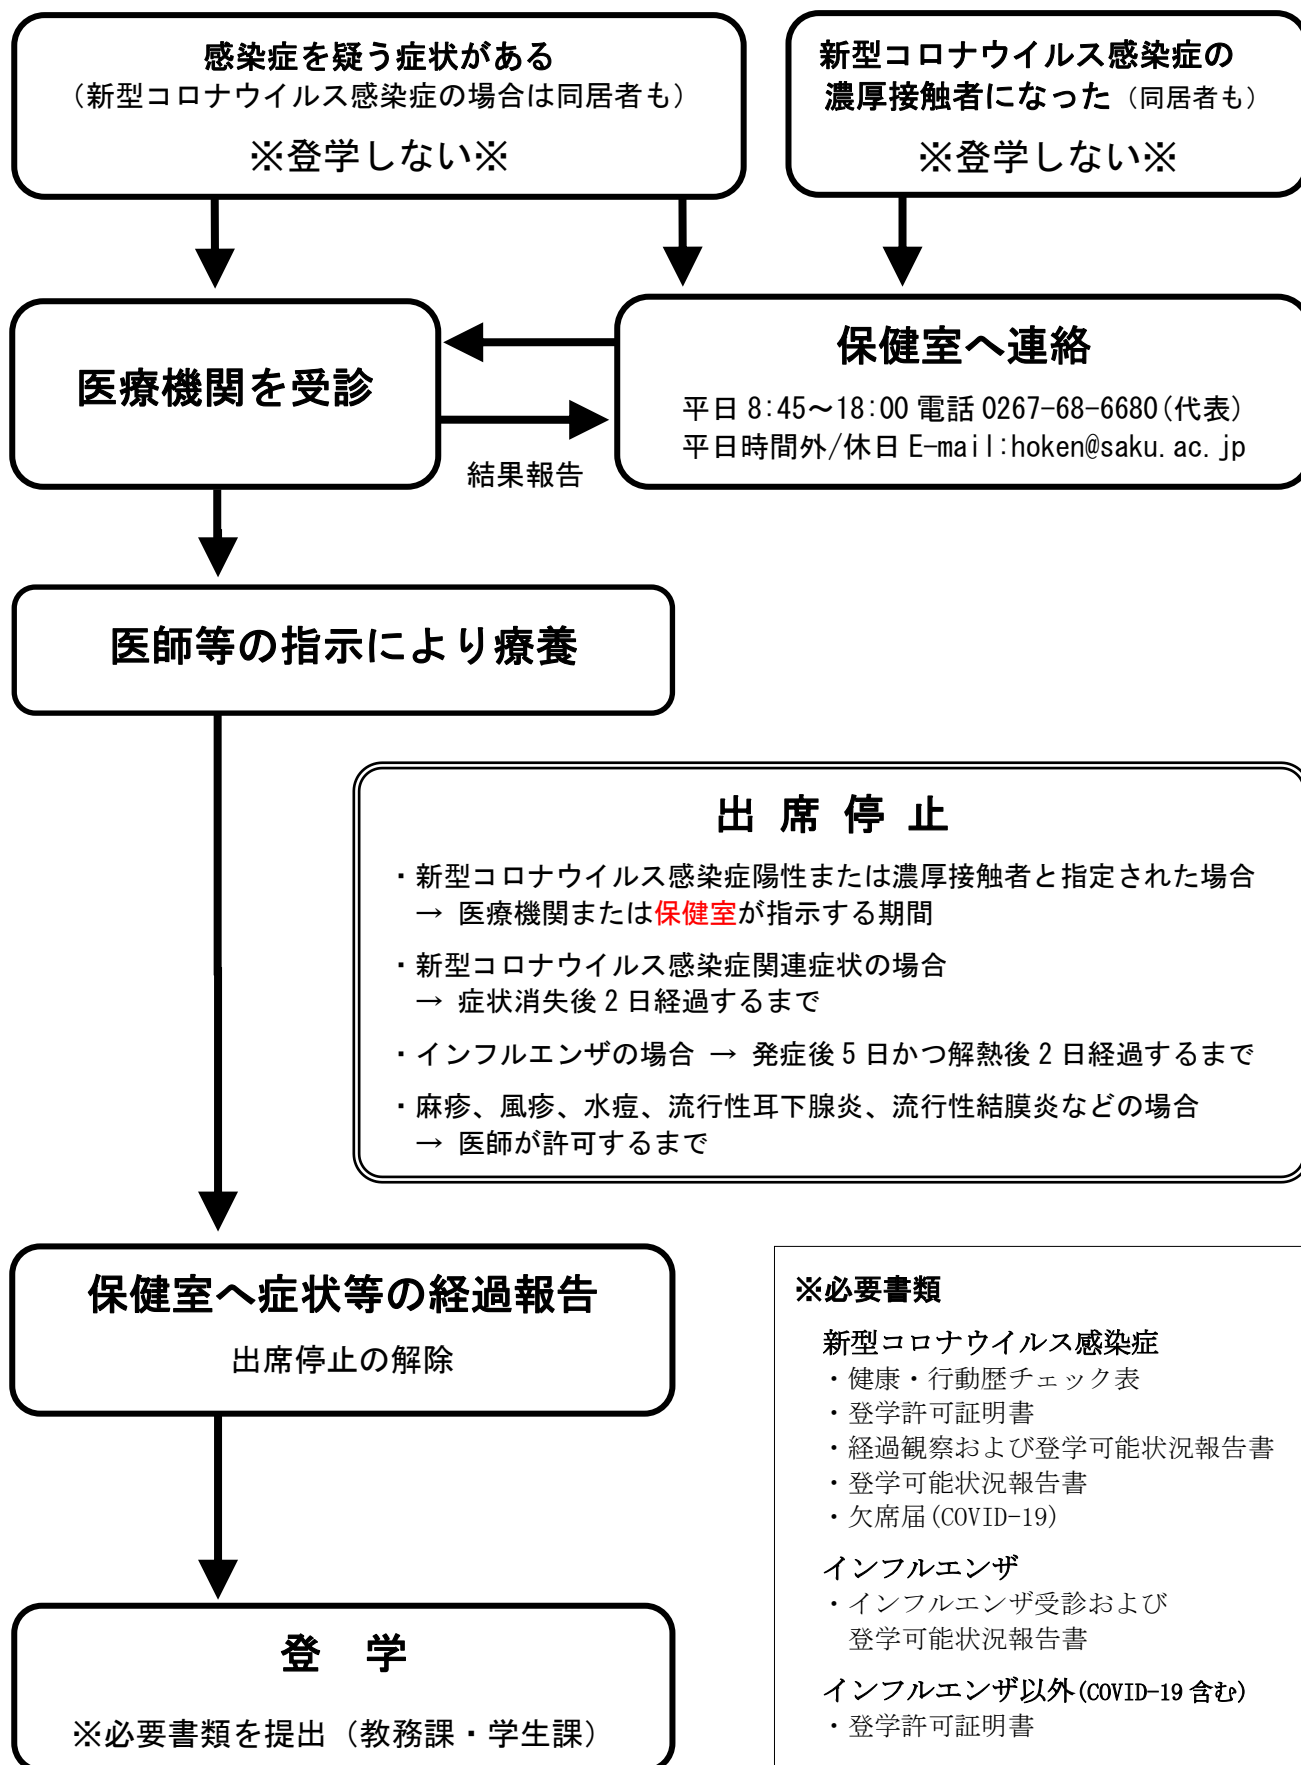 感染症を疑う症状がある
（新型コロナウイルス感染症の場合は同居者も）
※登学しない※
新型コロナウイルス感染症の
濃厚接触者になった（同居者も）
※登学しない※
医療機関を受診
保健室へ連絡
平日 8:45～18:00 電話 0267-68-6680(代表)
平日時間外/休日 E-mail:hoken@saku.ac.jp
結果報告
医師等の指示により療養
出 席 停 止
・新型コロナウイルス感染症陽性または濃厚接触者と指定された場合
→ 医療機関または保健室が指示する期間
・新型コロナウイルス感染症関連症状の場合
→ 症状消失後 2 日経過するまで
・インフルエンザの場合 → 発症後 5 日かつ解熱後 2 日経過するまで
・麻疹、風疹、水痘、流行性耳下腺炎、流行性結膜炎などの場合
→ 医師が許可するまで
保健室へ症状等の経過報告
出席停止の解除
登　学
※必要書類を提出（教務課・学生課）
※必要書類
新型コロナウイルス感染症
・健康・行動歴チェック表
・登学許可証明書
・経過観察および登学可能状況報告書
・登学可能状況報告書
・欠席届(COVID-19)
インフルエンザ
・インフルエンザ受診および
登学可能状況報告書
インフルエンザ以外(COVID-19 含む)
・登学許可証明書